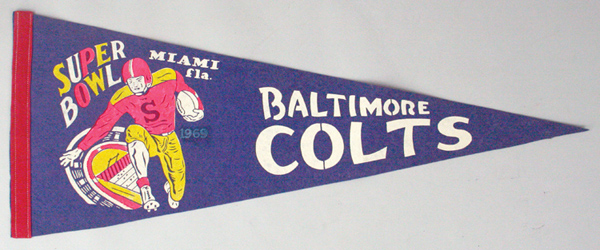 SUPER
BOWL
MIAMI
fla.
S
1969
BALTIMORE
COLTS